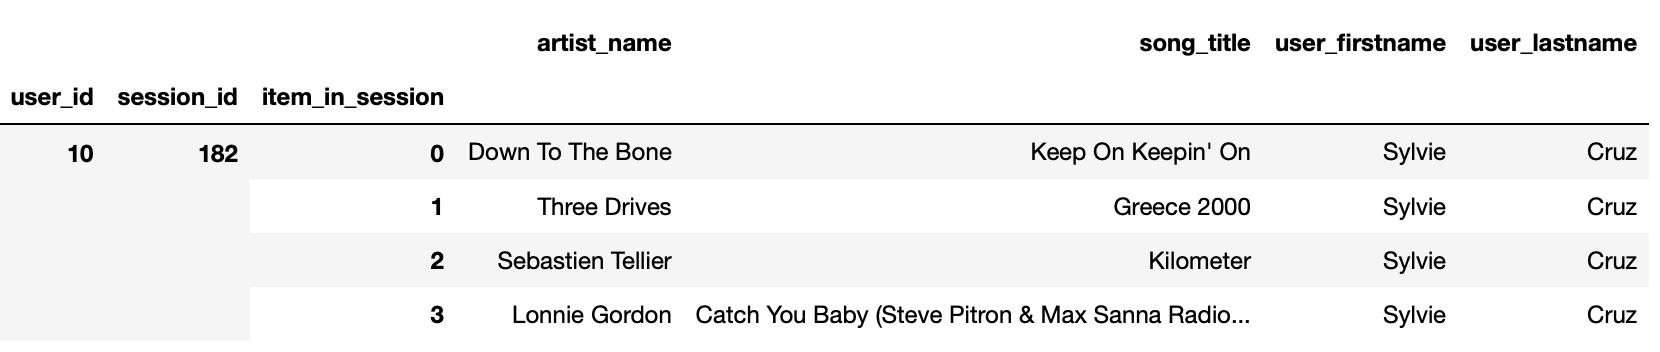 artist_name song_title user_firstname user_lastname
user_id session_id item_in_session
10 182 0 Down To The Bone Keep On Keepin' On Sylvie Cruz
1 Three Drives Greece 2000 Sylvie Cruz
2 Sebastien Tellier Kilometer Sylvie Cruz
3 Lonnie Gordon Catch You Baby (Steve Pitron & Max Sanna Radio... Sylvie Cruz